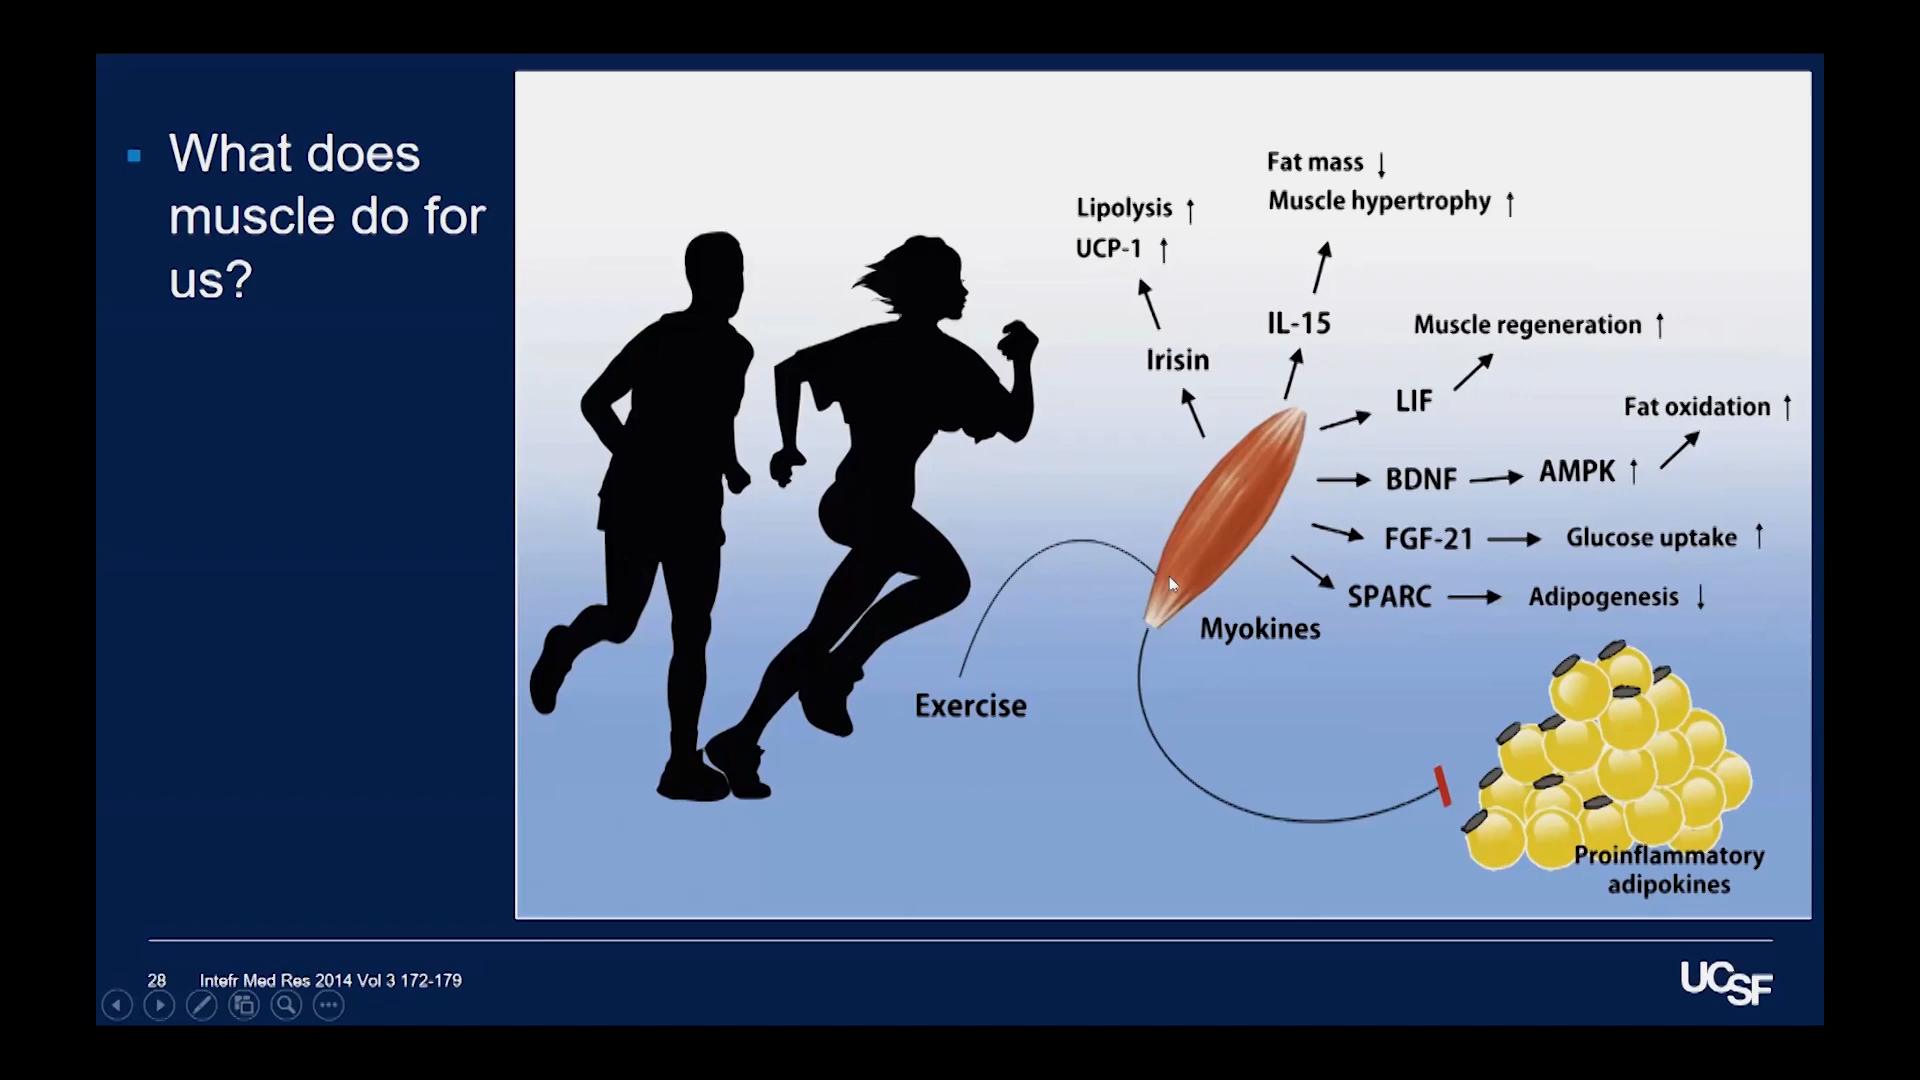 What does
muscle do for
us?
Fat mass ↓
Muscle hypertrophy ↑
Lipolysis ↑
UCP-1 ↑
IL-15
Muscle regeneration ↑
Irisin
LIF
Fat oxidation ↑
BDNF
AMPK ↑
FGF-21
Glucose uptake ↑
SPARC
Adipogenesis ↓
Myokines
Exercise
Proinflammatory
adipokines
28 Intefr Med Res 2014 Vol 3 172-179
UCSF